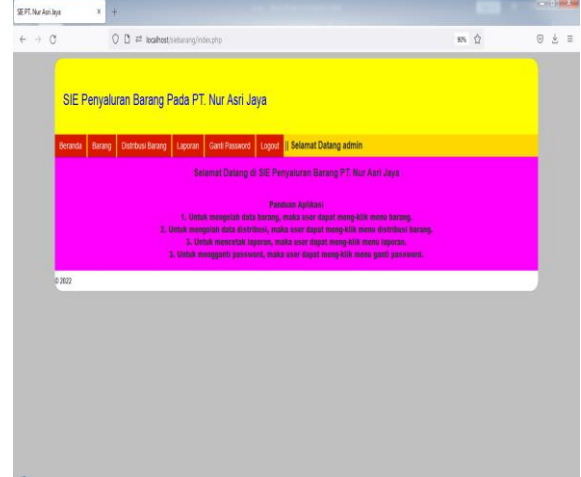 SIE PT. Nur Asri Jaya
localhost/siebarang/index.php
80%
SIE Penyaluran Barang Pada PT. Nur Asri Jaya
Beranda Barang Distribusi Barang Laporan Ganti Password Logout || Selamat Datang admin
Selamat Datang di SIE Penyaluran Barang PT. Nur Asri Jaya
Panduan Aplikasi
1. Untuk mengolah data barang, maka user dapat meng-klik menu barang.
2. Untuk mengolah data distribusi, maka user dapat meng-klik menu distribusi barang.
3. Untuk mencetak laporan, maka user dapat meng-klik menu laporan.
3. Untuk mengganti password, maka user dapat meng-klik menu ganti password.
© 2022